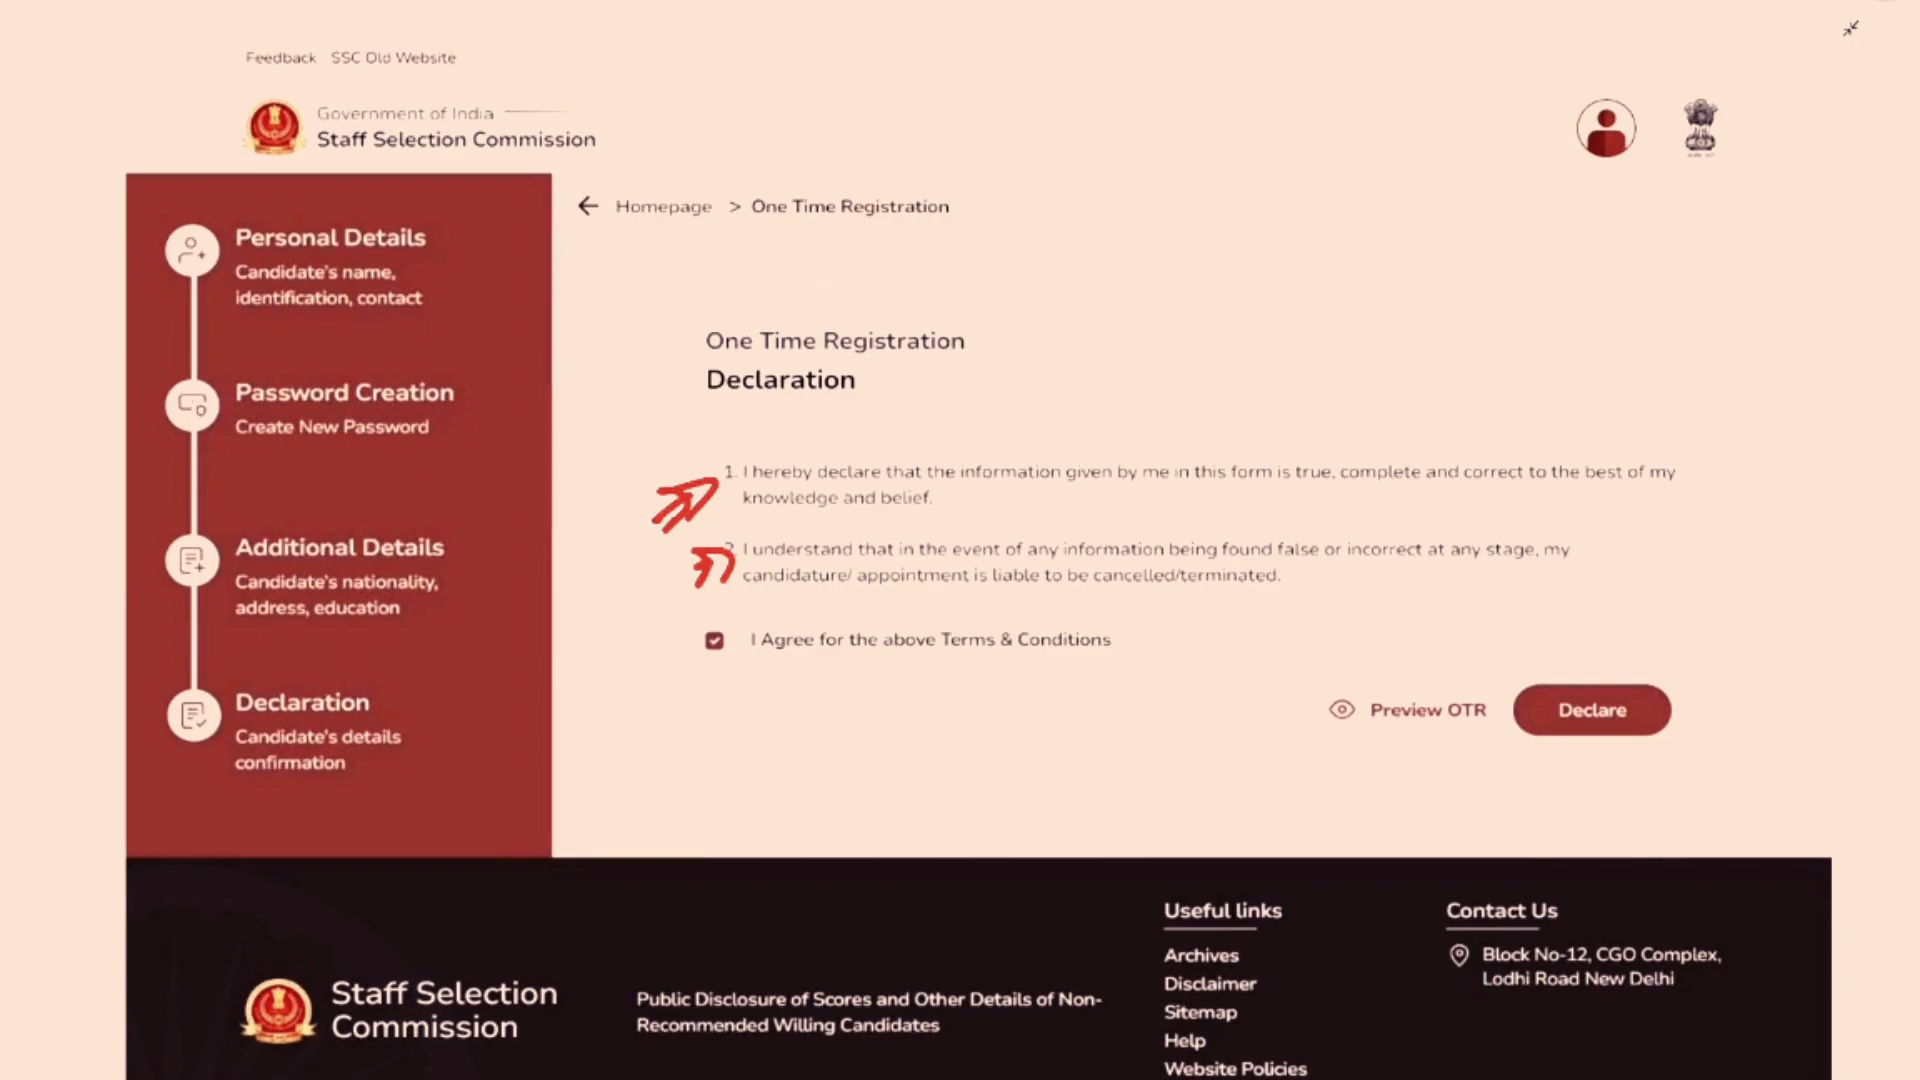 Feedback SSC Old Website
Government of India
Staff Selection Commission
Homepage > One Time Registration
Personal Details
Candidate's name,
identification, contact
Password Creation
Create New Password
Additional Details
Candidate's nationality,
address, education
Declaration
Candidate's details
confirmation
One Time Registration
Declaration
1. I hereby declare that the information given by me in this form is true, complete and correct to the best of my
knowledge and belief.
2. I understand that in the event of any information being found false or incorrect at any stage, my
candidature/ appointment is liable to be cancelled/terminated.
I Agree for the above Terms & Conditions
Preview OTR Declare
Staff Selection
Commission
Public Disclosure of Scores and Other Details of Non-
Recommended Willing Candidates
Useful links
Archives
Disclaimer
Sitemap
Help
Website Policies
Contact Us
Block No-12, CGO Complex,
Lodhi Road New Delhi